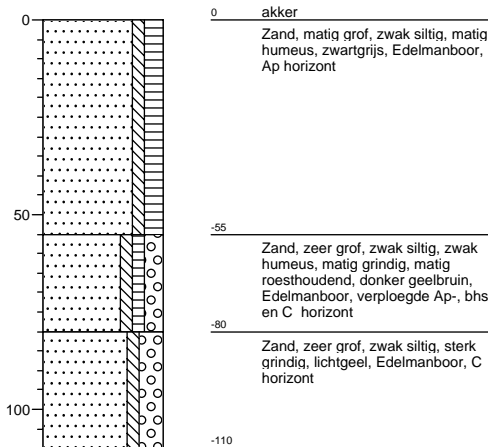 0
0 akker
Zand, matig grof, zwak siltig, matig
humeus, zwartgrijs, Edelmanboor,
Ap horizont
50
-55
Zand, zeer grof, zwak siltig, zwak
humeus, matig grindig, matig
roesthoudend, donker geelbruin,
Edelmanboor, verploegde Ap-, bhs
en C horizont
-80
Zand, zeer grof, zwak siltig, sterk
grindig, lichtgeel, Edelmanboor, C
horizont
100
-110